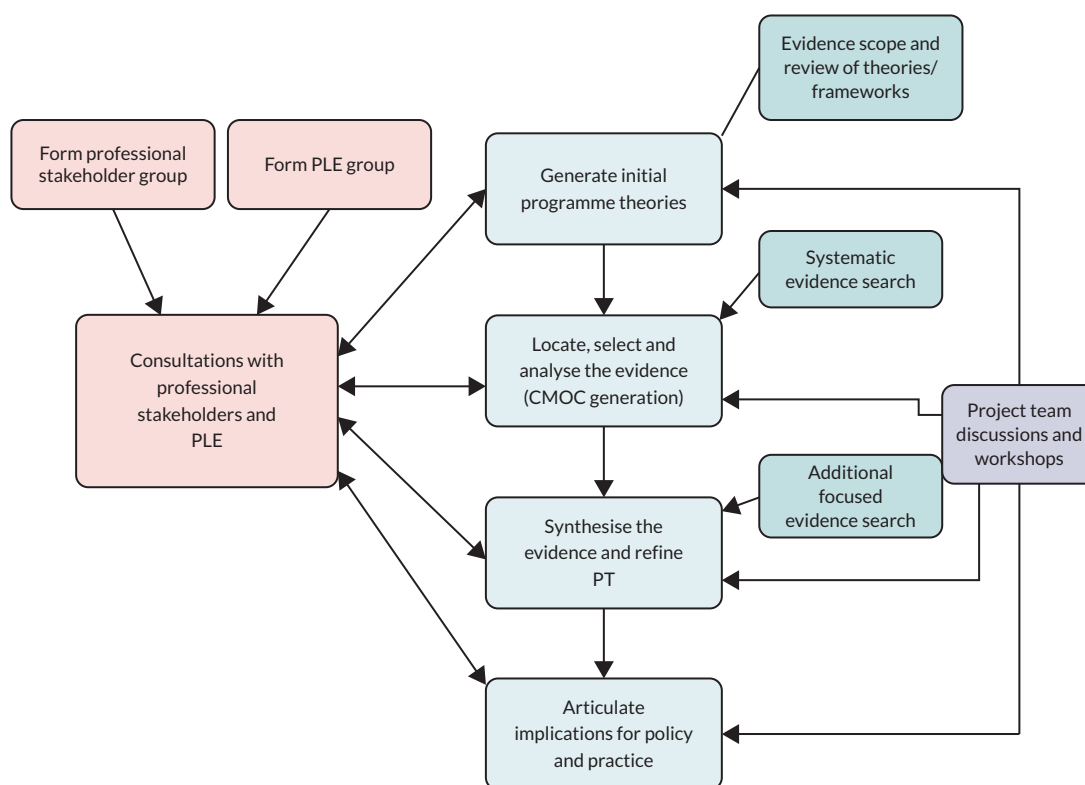 Evidence scope and
review of theories/
frameworks
Form professional
stakeholder group
Form PLE group
Generate initial
programme theories
Systematic
evidence search
Consultations with
professional
stakeholders and
PLE
Locate, select and
analyse the evidence
(CMOC generation)
Project team
discussions and
workshops
Additional
focused
evidence search
Synthesise the
evidence and refine
PT
Articulate
implications for policy
and practice